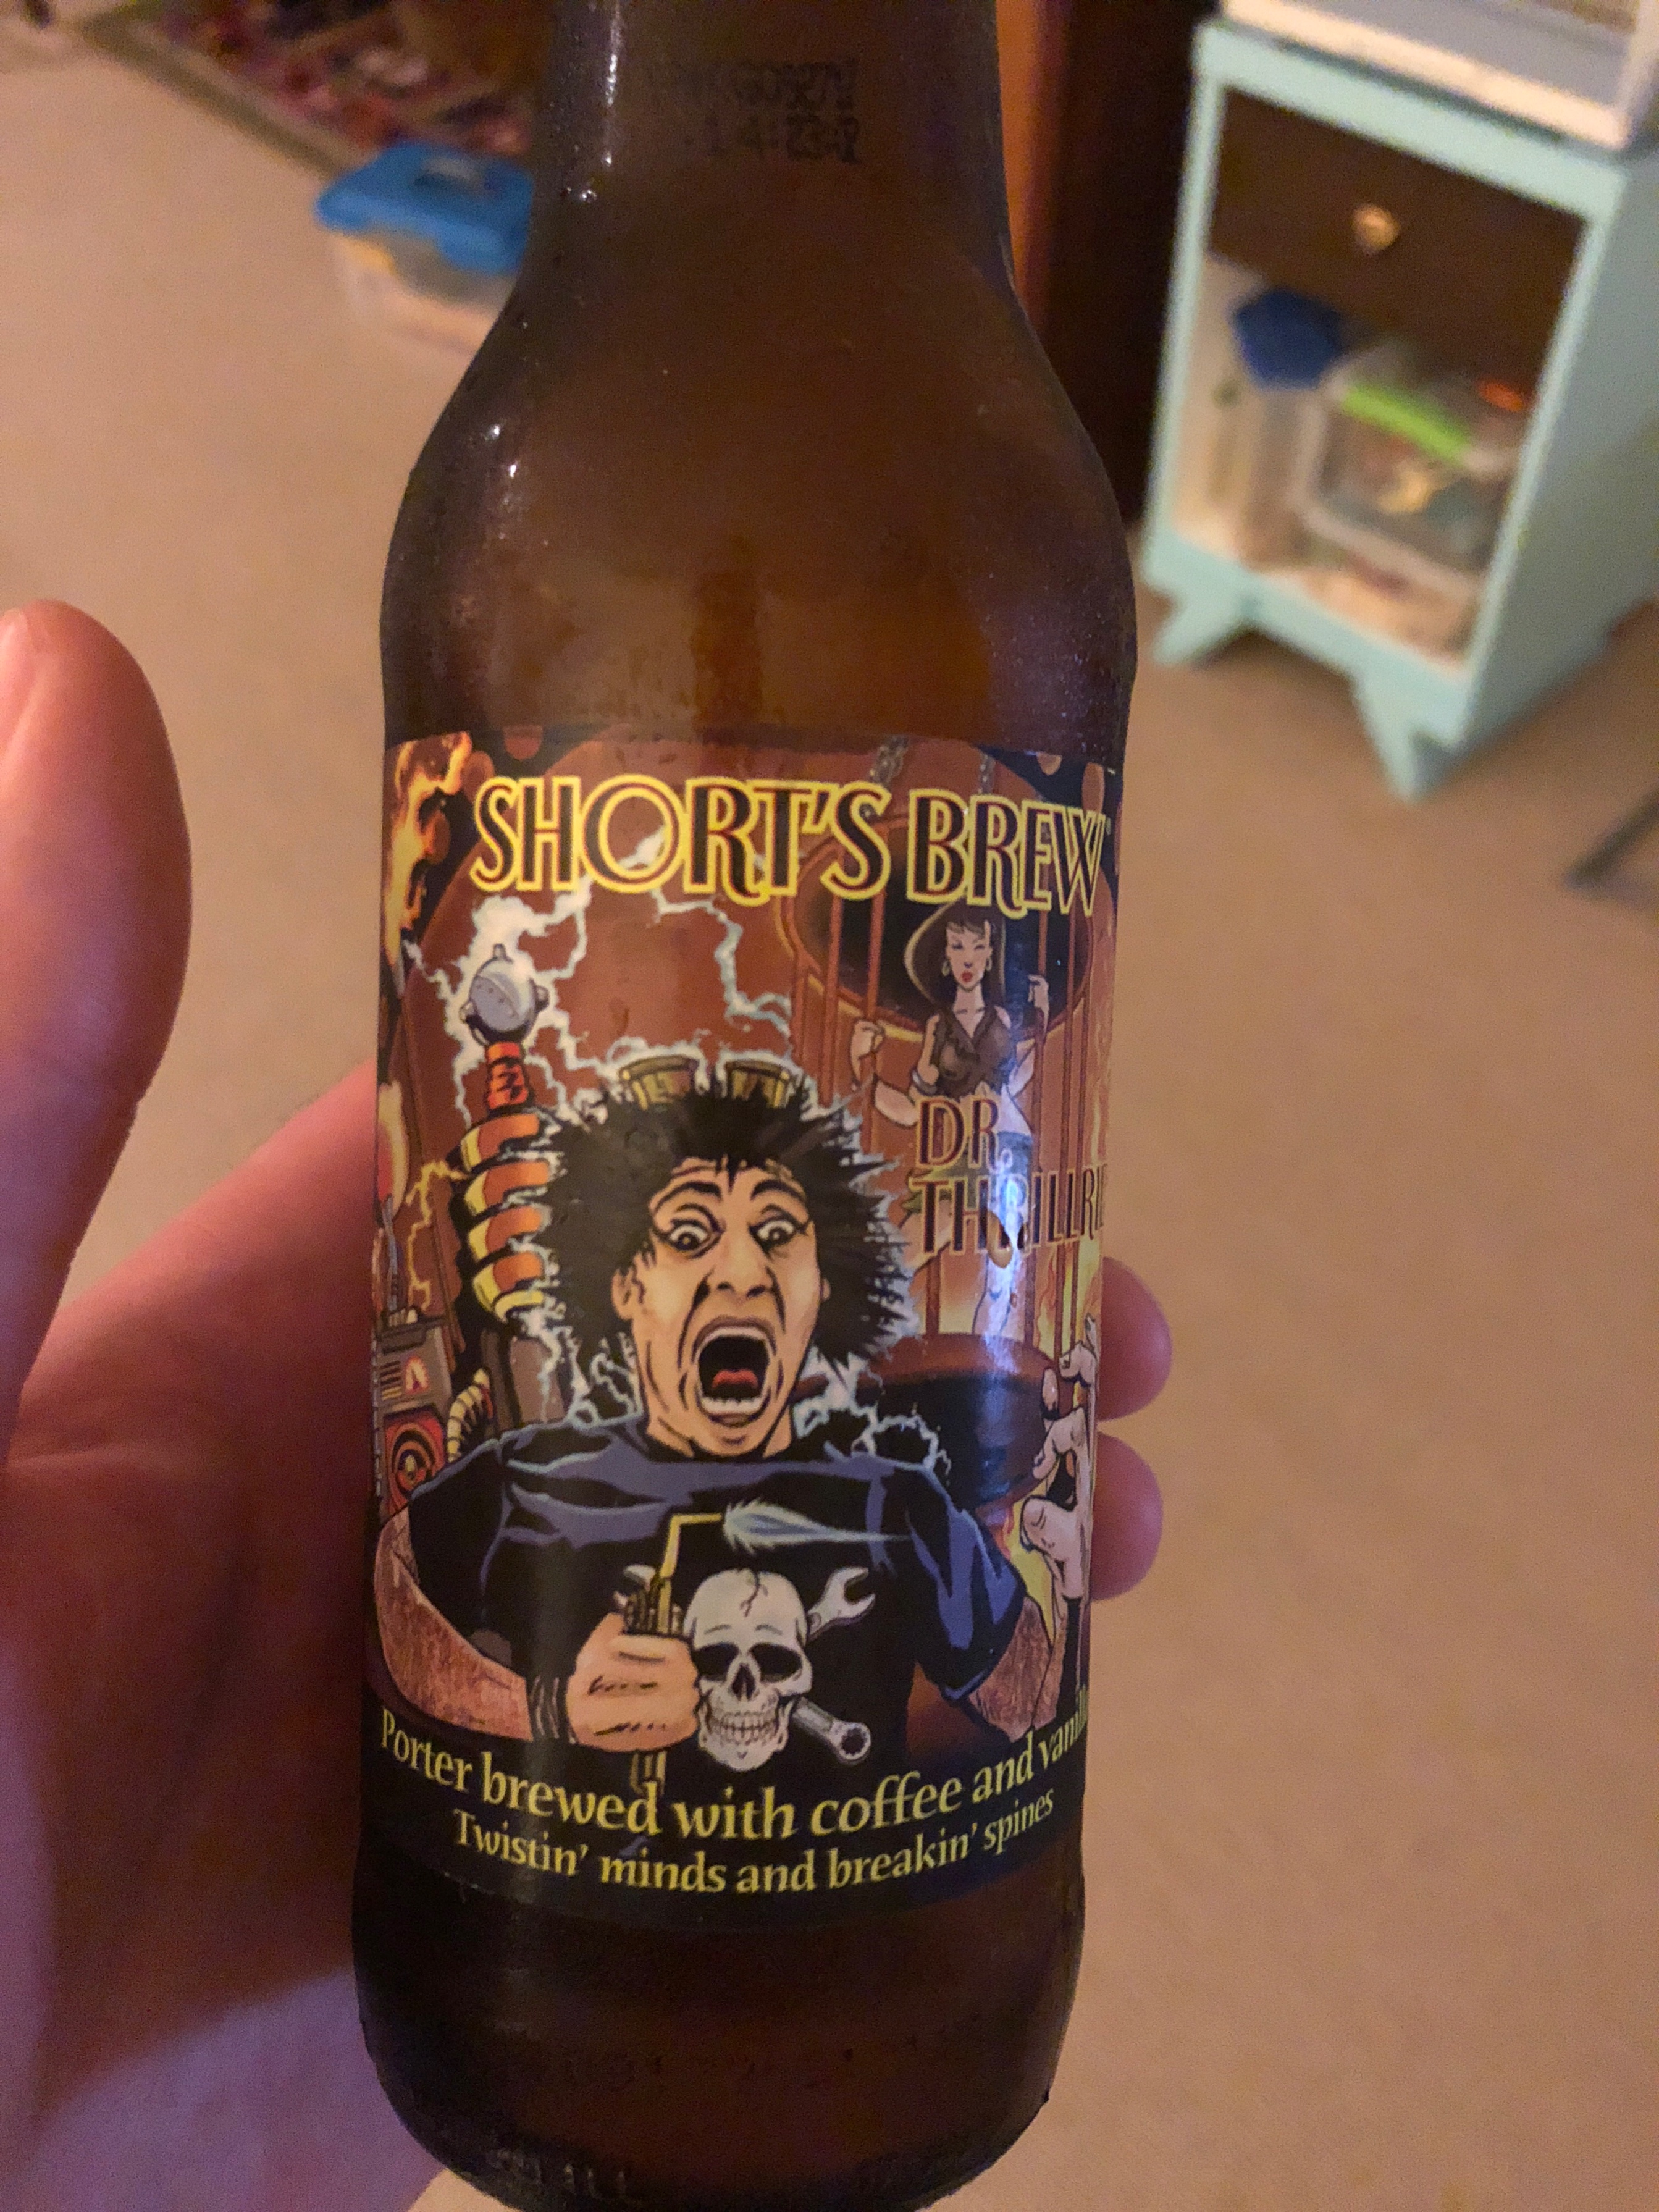 SHORT'S BREW
DR.
Porter brewed with coffee and
Twistin' minds and breakin' spines